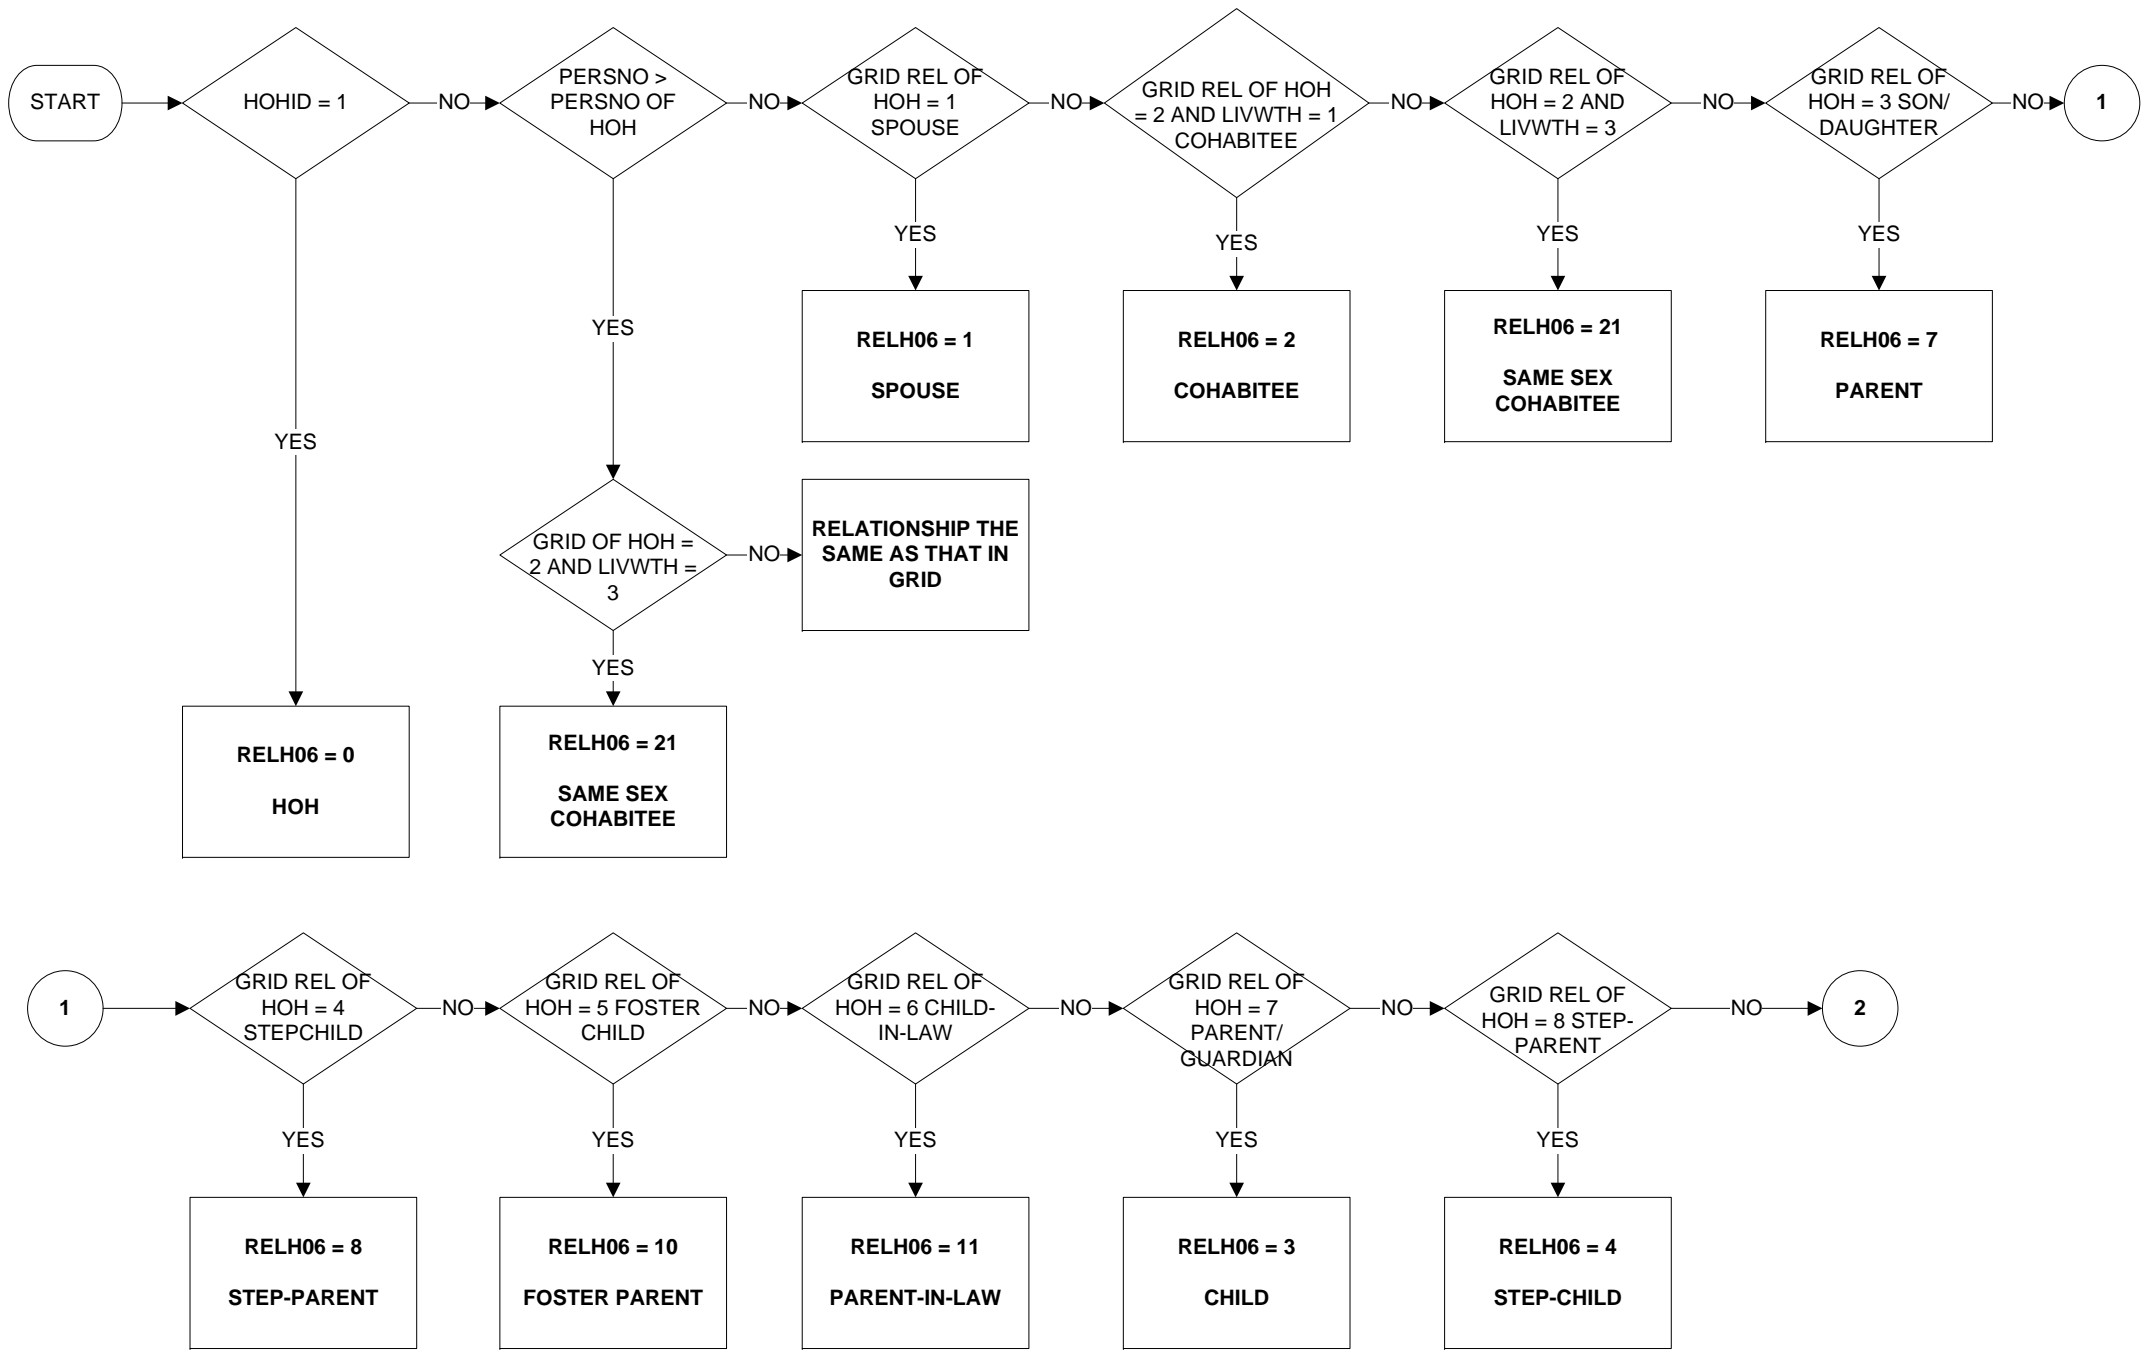 START
HOHID = 1
NO
PERSNO >
PERSNO OF
HOH
NO
GRID REL OF
HOH = 1
SPOUSE
NO
GRID REL OF HOH
= 2 AND LIVWTH = 1
COHABITEE
NO
GRID REL OF
HOH = 2 AND
LIVWTH = 3
NO
GRID REL OF
HOH = 3 SON/
DAUGHTER
NO
1
YES
YES
YES
YES
YES
YES
RELH06 = 1
SPOUSE
RELH06 = 2
COHABITEE
RELH06 = 21
SAME SEX
COHABITEE
RELH06 = 7
PARENT
GRID OF HOH =
2 AND LIVWTH =
3
NO
RELATIONSHIP THE
SAME AS THAT IN
GRID
YES
RELH06 = 0
HOH
RELH06 = 21
SAME SEX
COHABITEE
1
GRID REL OF
HOH = 4
STEPCHILD
NO
GRID REL OF
HOH = 5 FOSTER
CHILD
NO
GRID REL OF
HOH = 6 CHILD-
IN-LAW
NO
GRID REL OF
HOH = 7
PARENT/
GUARDIAN
NO
GRID REL OF
HOH = 8 STEP-
PARENT
NO
2
YES
YES
YES
YES
YES
RELH06 = 8
STEP-PARENT
RELH06 = 10
FOSTER PARENT
RELH06 = 11
PARENT-IN-LAW
RELH06 = 3
CHILD
RELH06 = 4
STEP-CHILD